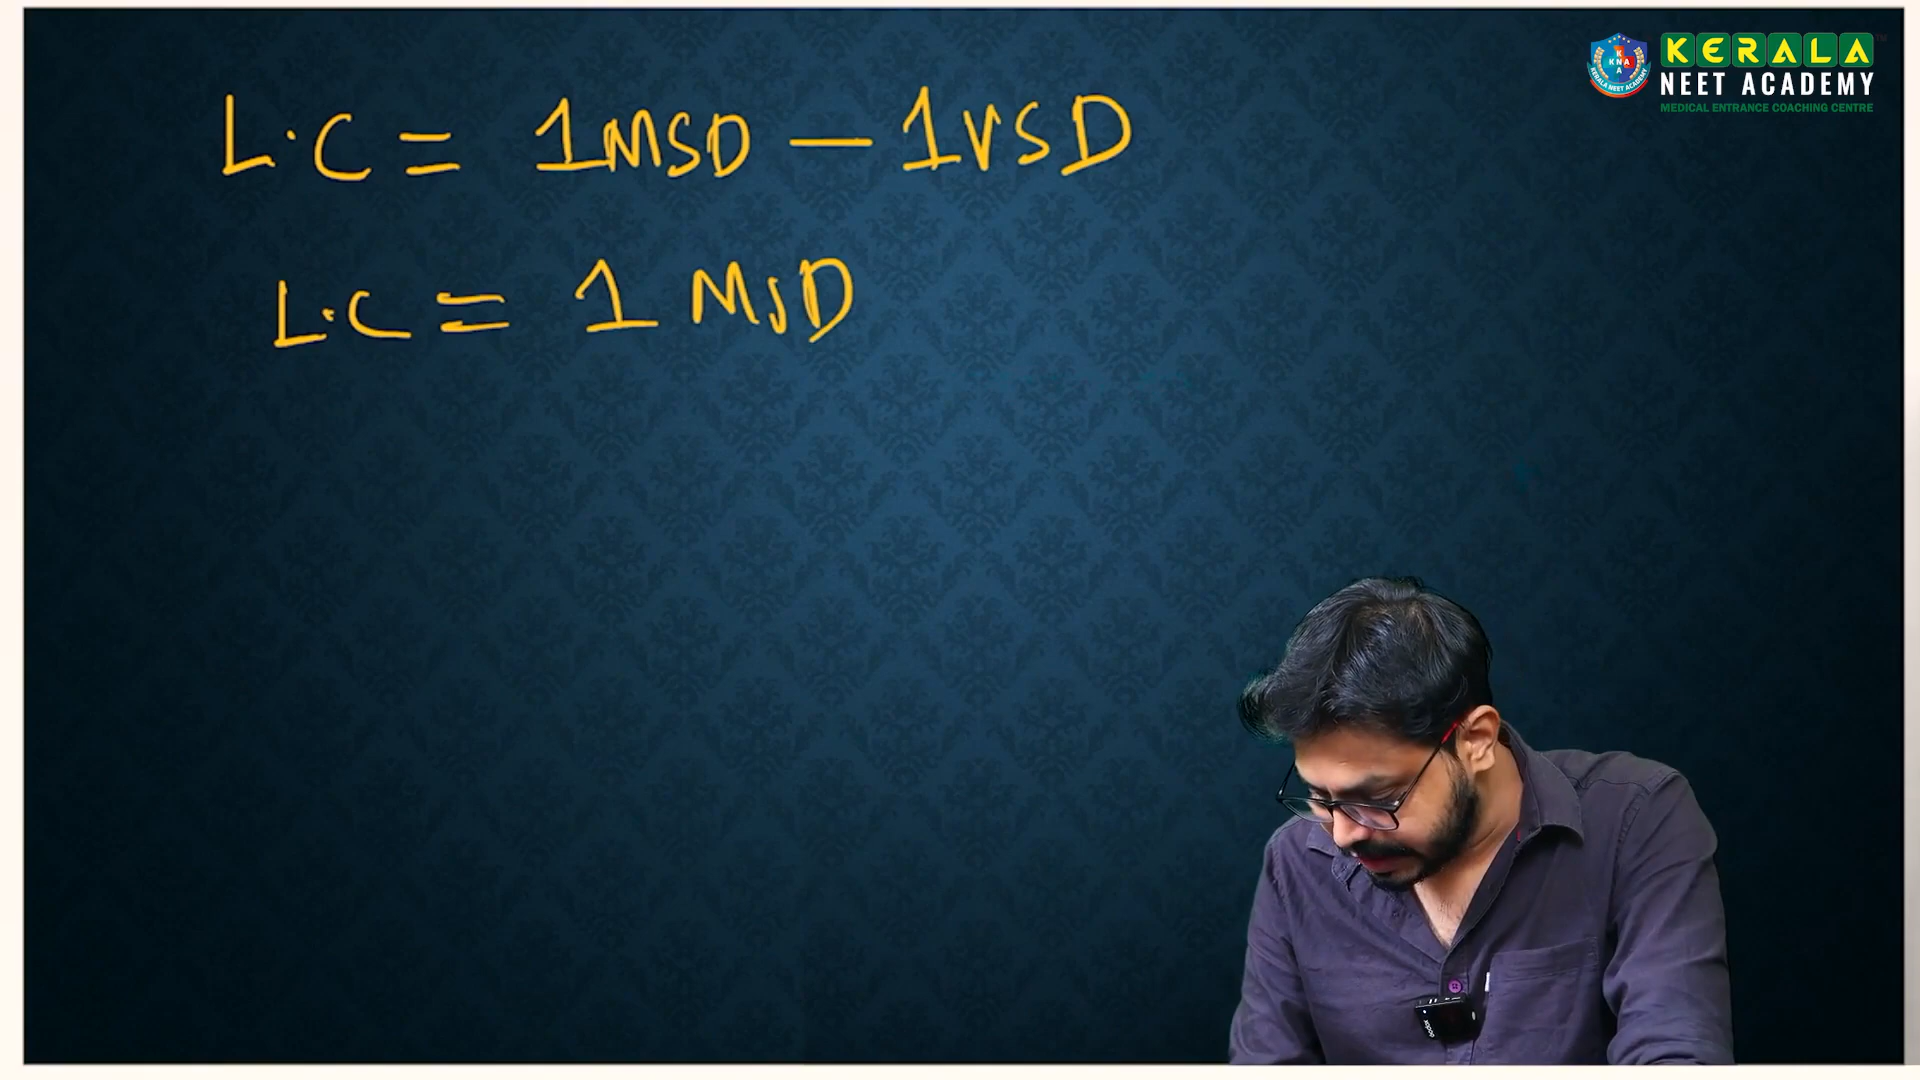 KERALA
NEET ACADEMY
MEDICAL ENTRANCE COACHING CENTRE
L.C = 1MSD — 1VSD
L.C = 1 MSD